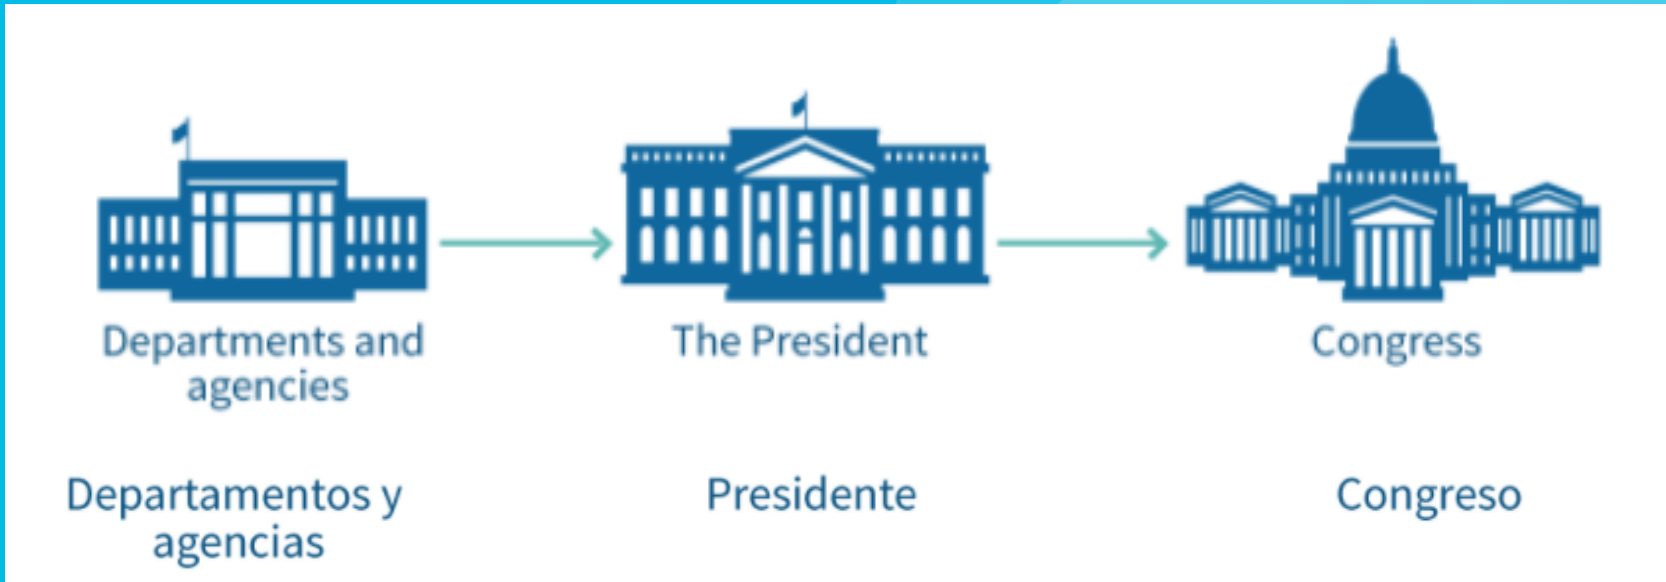 Departments and
agencies
The President
Congress
Departamentos y
agencias
Presidente
Congreso